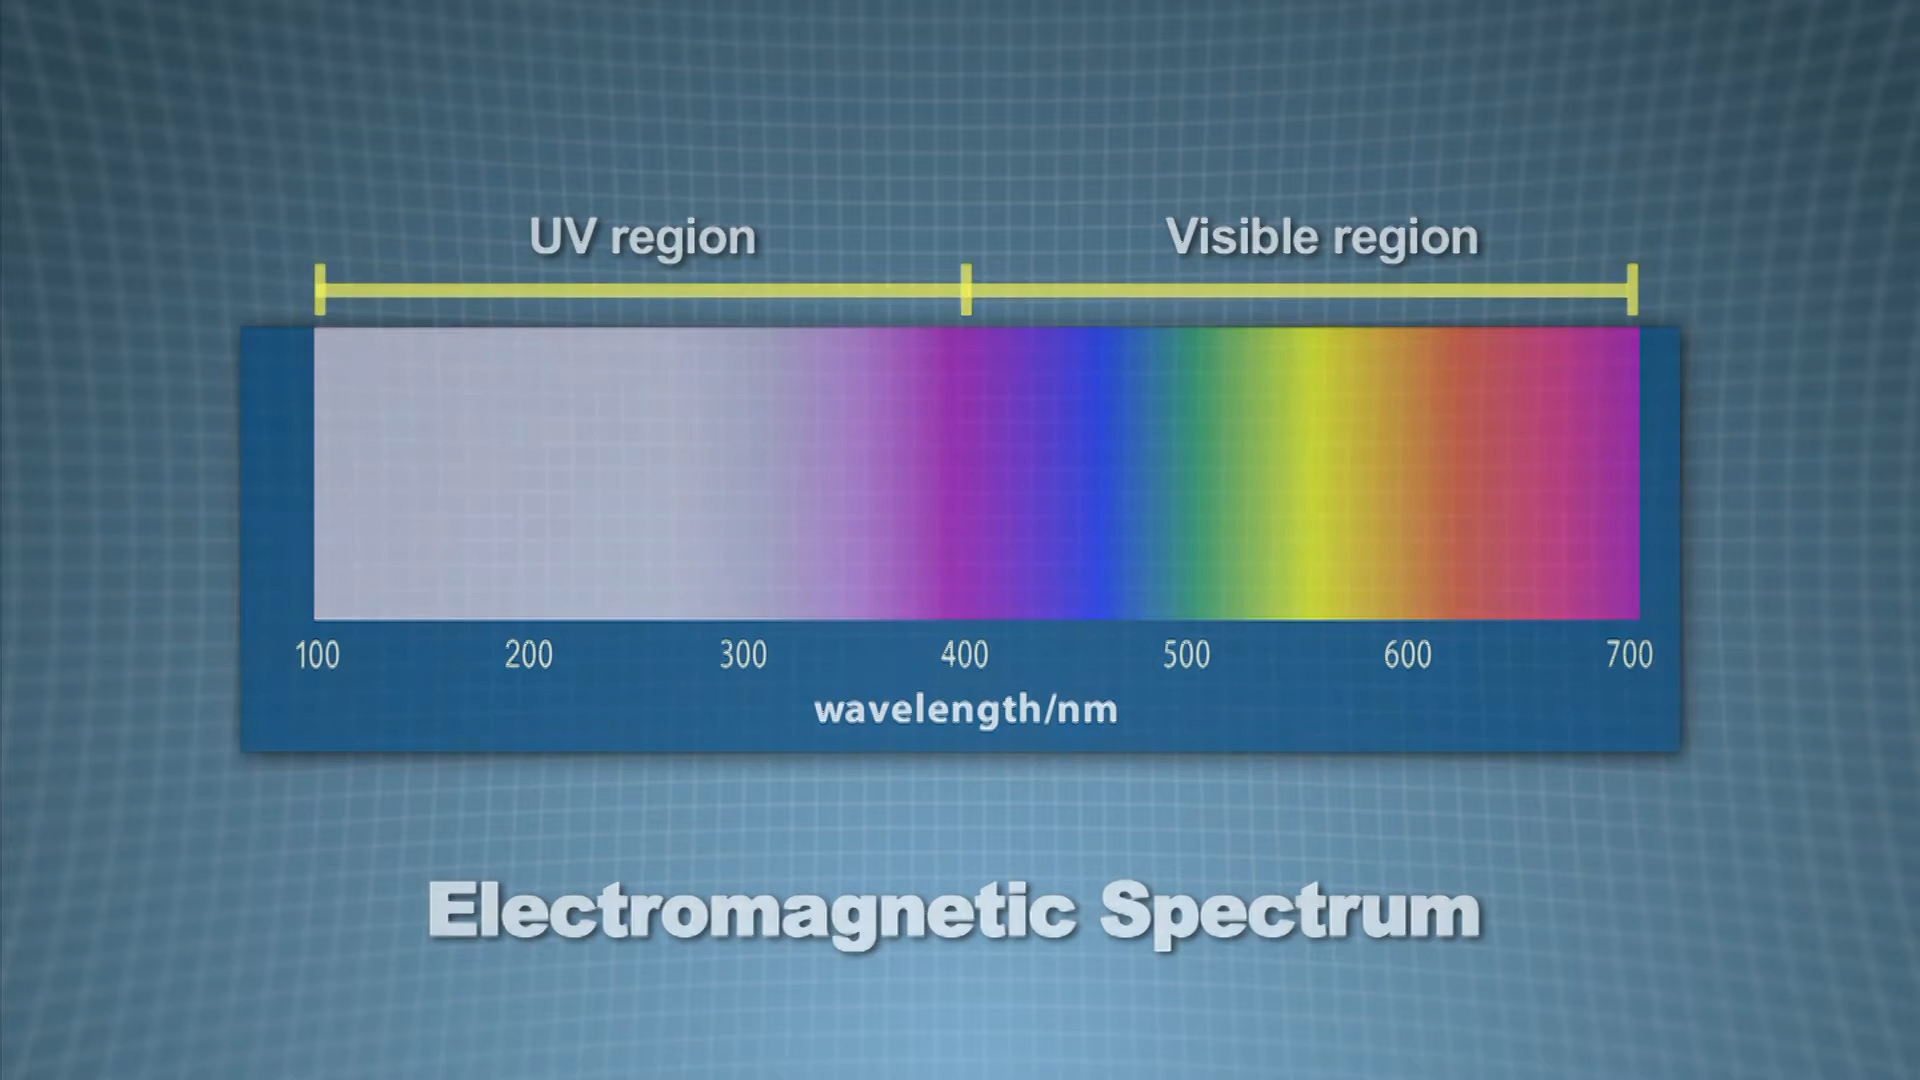 UV region Visible region
100 200 300 400 500 600 700
wavelength/nm
Electromagnetic Spectrum